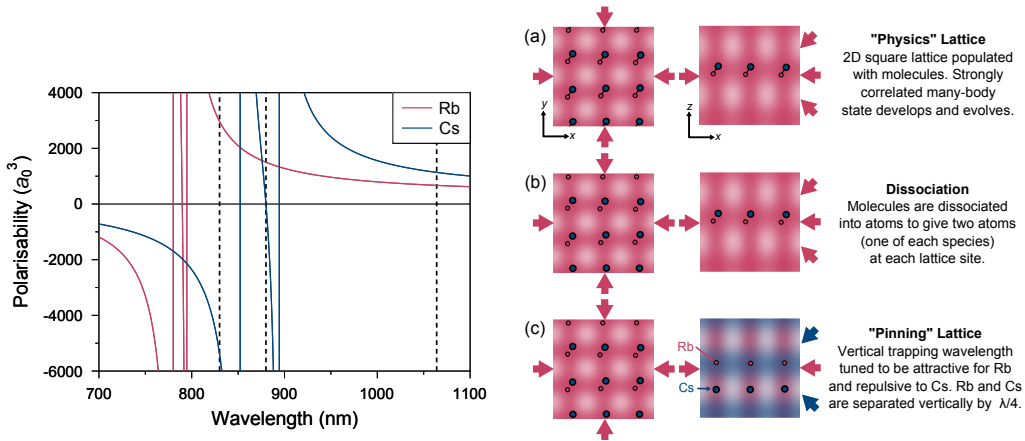 4000
2000
0
-2000
-4000
-6000
Polarisability (a₀³)
Rb
Cs
700
800
900
1000
1100
Wavelength (nm)
(a)
y
x
z
x
"Physics" Lattice
2D square lattice populated
with molecules. Strongly
correlated many-body
state develops and evolves.
(b)
Dissociation
Molecules are dissociated
into atoms to give two atoms
(one of each species)
at each lattice site.
(c)
Rb
Cs
"Pinning" Lattice
Vertical trapping wavelength
tuned to be attractive for Rb
and repulsive to Cs. Rb and Cs
are separated vertically by λ/4.